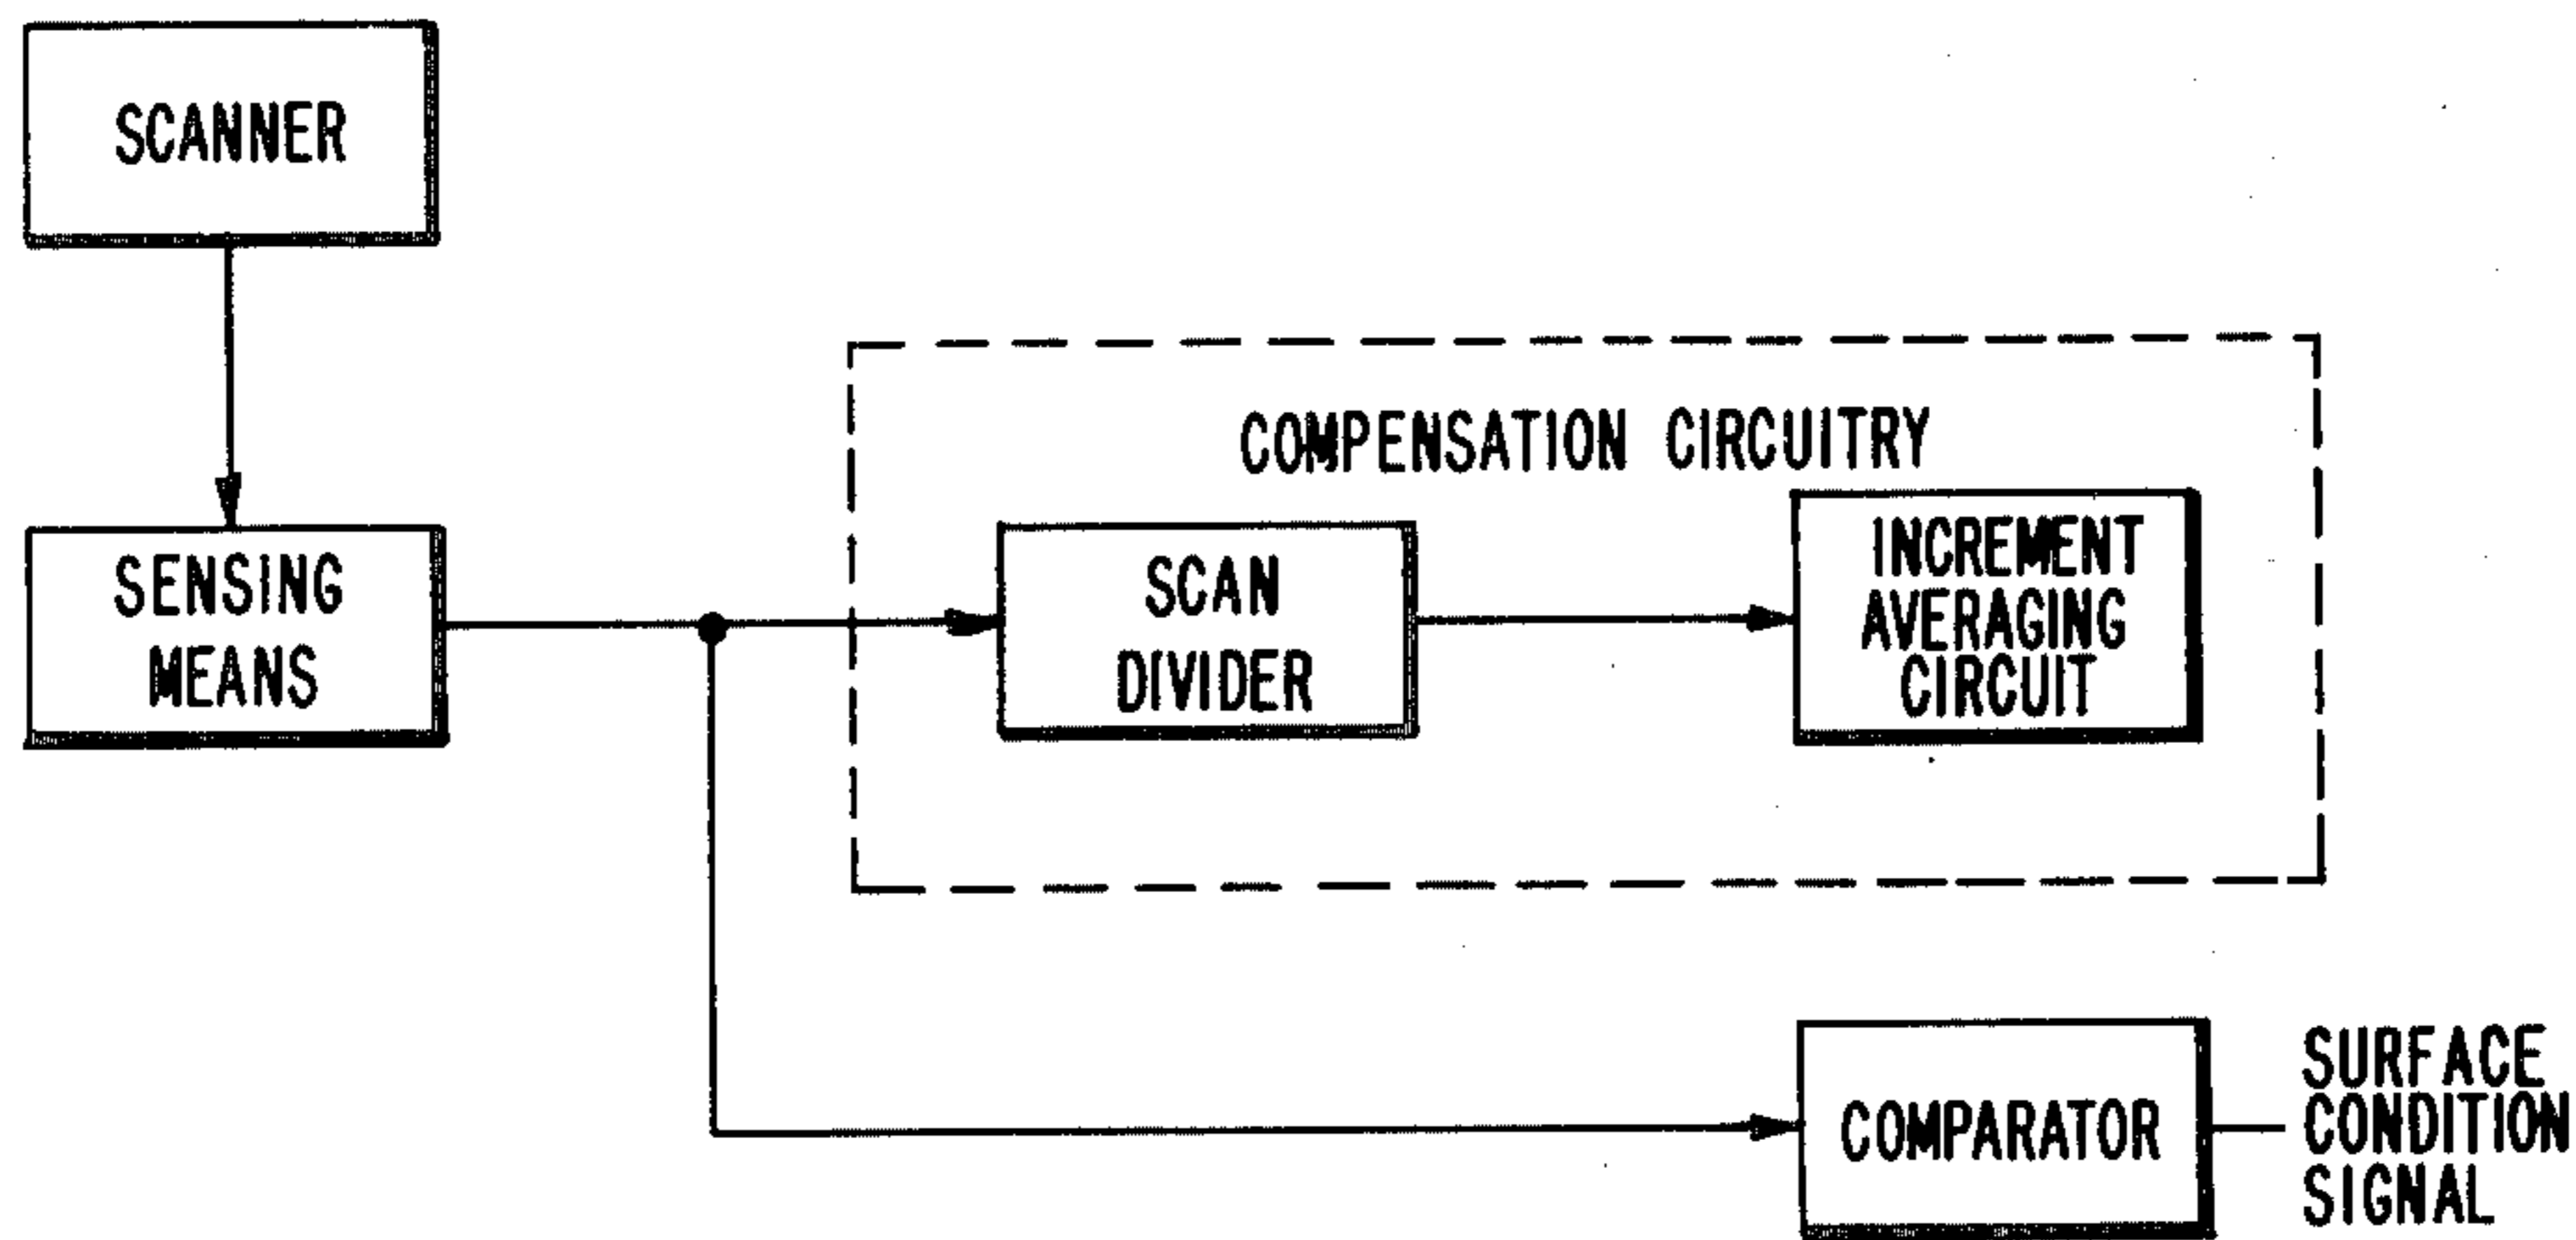 SCANNER
SENSING
MEANS
COMPENSATION CIRCUITRY
SCAN
DIVIDER
INCREMENT
AVERAGING
CIRCUIT
COMPARATOR
SURFACE
CONDITION
SIGNAL